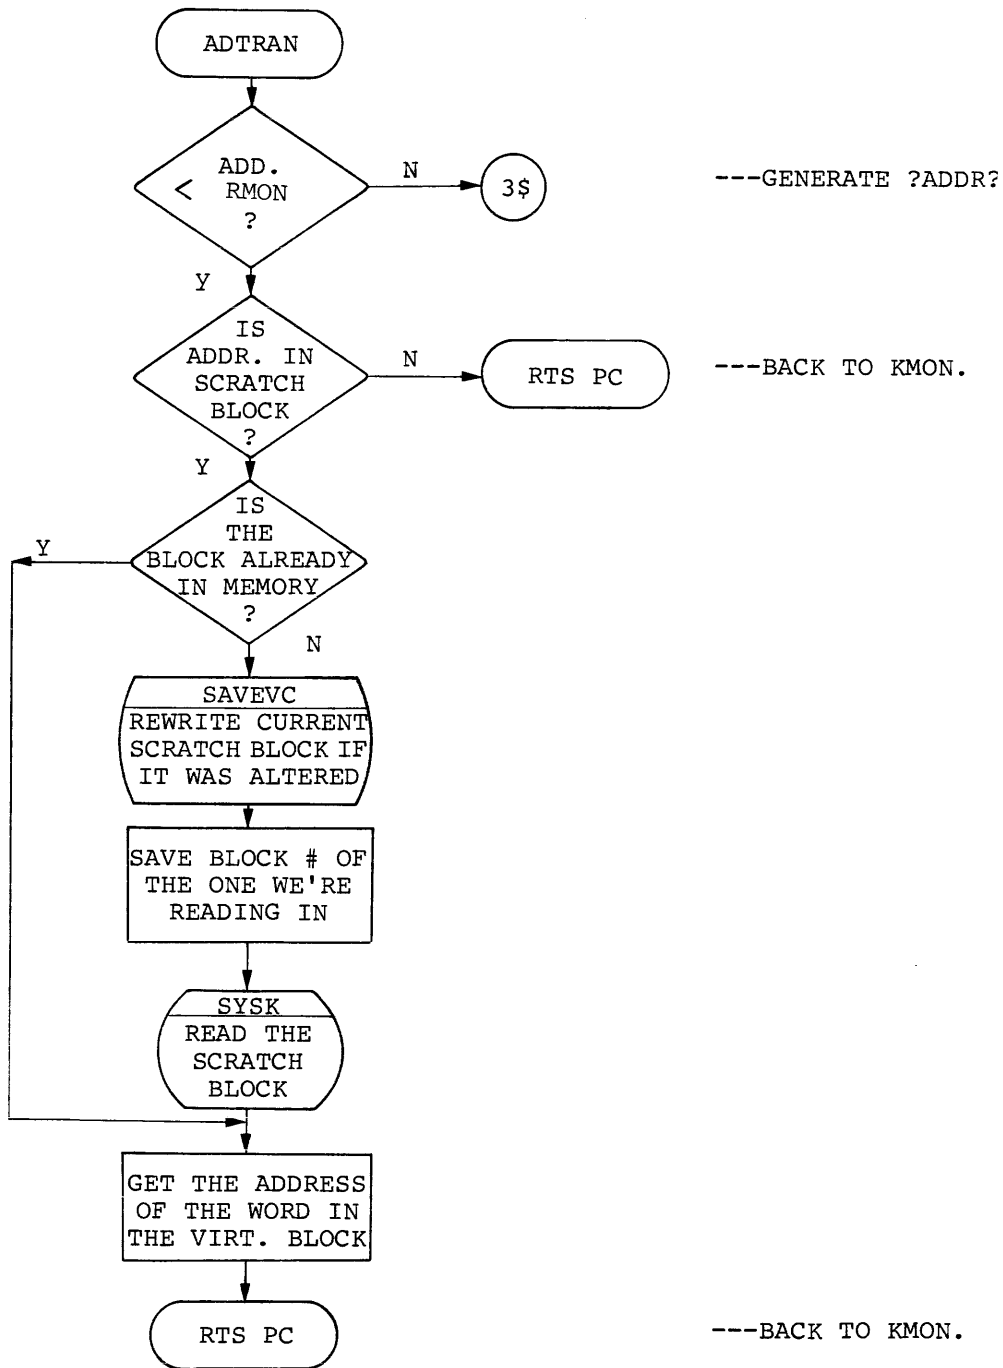 ADTRAN
ADD.
< RMON
?
N
3$
---GENERATE ?ADDR?
Y
IS
ADDR. IN
SCRATCH
BLOCK
?
N
RTS PC
---BACK TO KMON.
Y
IS
THE
BLOCK ALREADY
IN MEMORY
?
Y
N
SAVEVC
REWRITE CURRENT
SCRATCH BLOCK IF
IT WAS ALTERED
SAVE BLOCK # OF
THE ONE WE'RE
READING IN
SYSK
READ THE
SCRATCH
BLOCK
GET THE ADDRESS
OF THE WORD IN
THE VIRT. BLOCK
RTS PC
---BACK TO KMON.